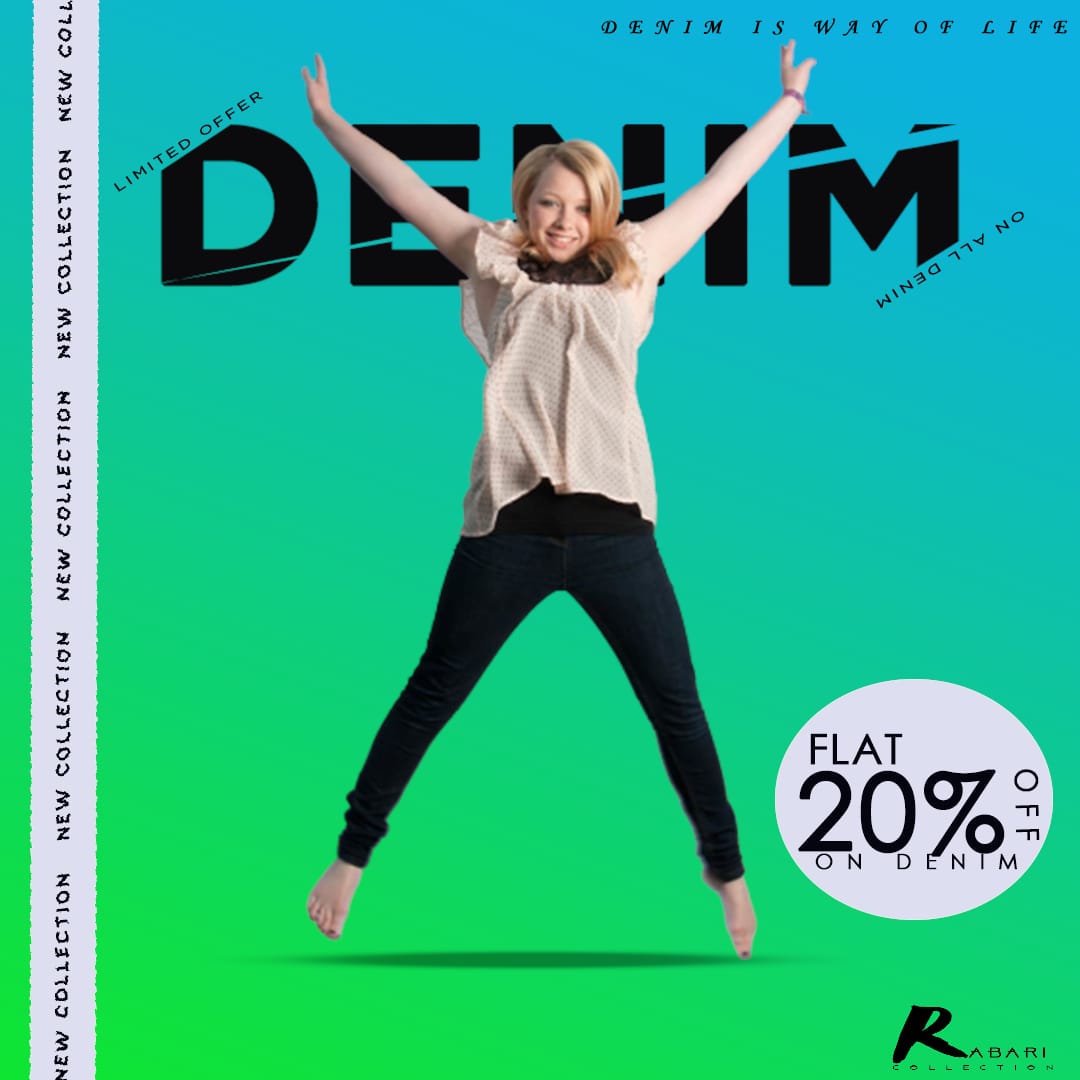 DENIM IS WAY OF LIFE
LIMITED OFFER
DENIM
ON ALL DENIM
NEW COLL
NEW COLLECTION
NEW COLLECTION
NEW COLLECTION
NEW COLLECTION
FLAT
20% OFF
ON DENIM
RABARI
COLLECTION